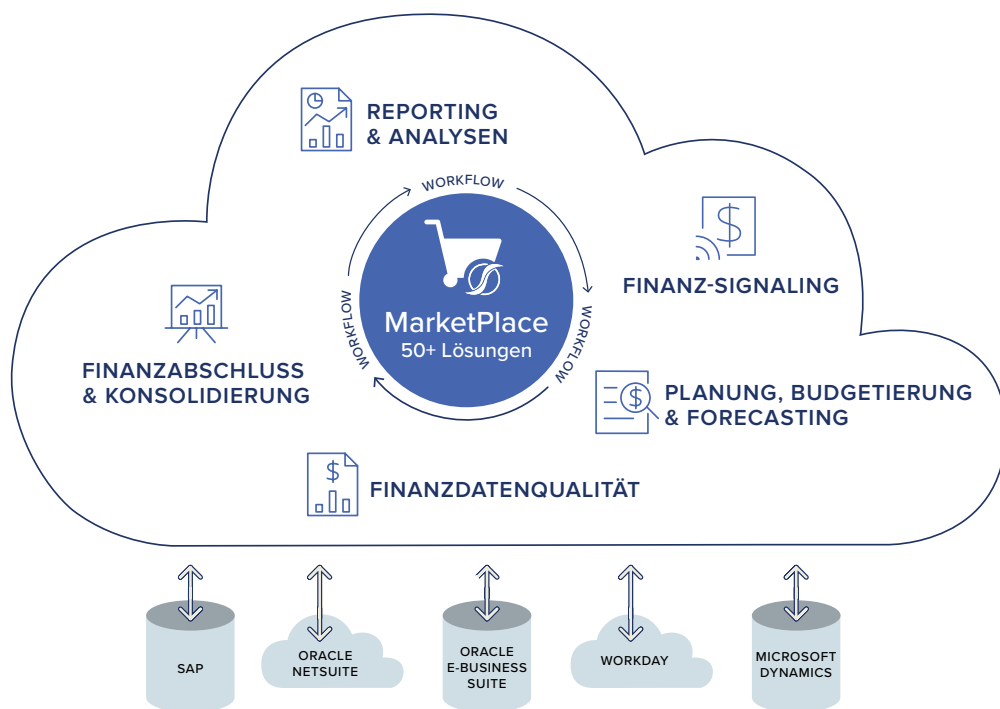 REPORTING
& ANALYSEN
WORKFLOW
FINANZ-SIGNALING
WORKFLOW
MarketPlace
50+ Lösungen
WORKFLOW
FINANZABSCHLUSS
& KONSOLIDIERUNG
PLANUNG, BUDGETIERUNG
& FORECASTING
FINANZDATENQUALITÄT
SAP
ORACLE
NETSUITE
ORACLE
E-BUSINESS
SUITE
WORKDAY
MICROSOFT
DYNAMICS